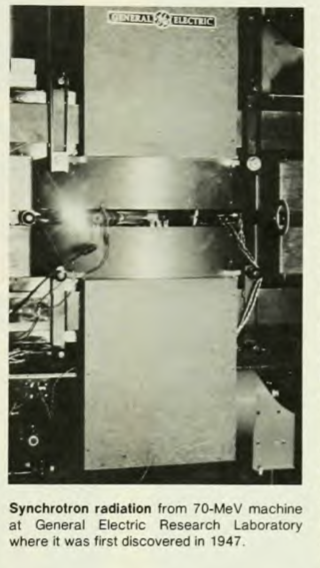 GENERAL GE ELECTRIC
Synchrotron radiation from 70-MeV machine
at General Electric Research Laboratory
where it was first discovered in 1947.